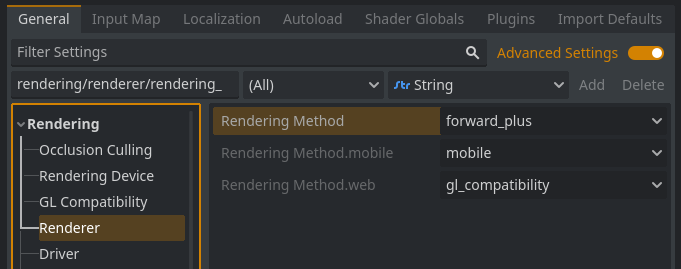 General Input Map Localization Autoload Shader Globals Plugins Import Defaults
Filter Settings Advanced Settings
rendering/renderer/rendering_ (All) Str String Add Delete
Rendering
Occlusion Culling
Rendering Device
GL Compatibility
Renderer
Driver
Rendering Method forward_plus
Rendering Method.mobile mobile
Rendering Method.web gl_compatibility